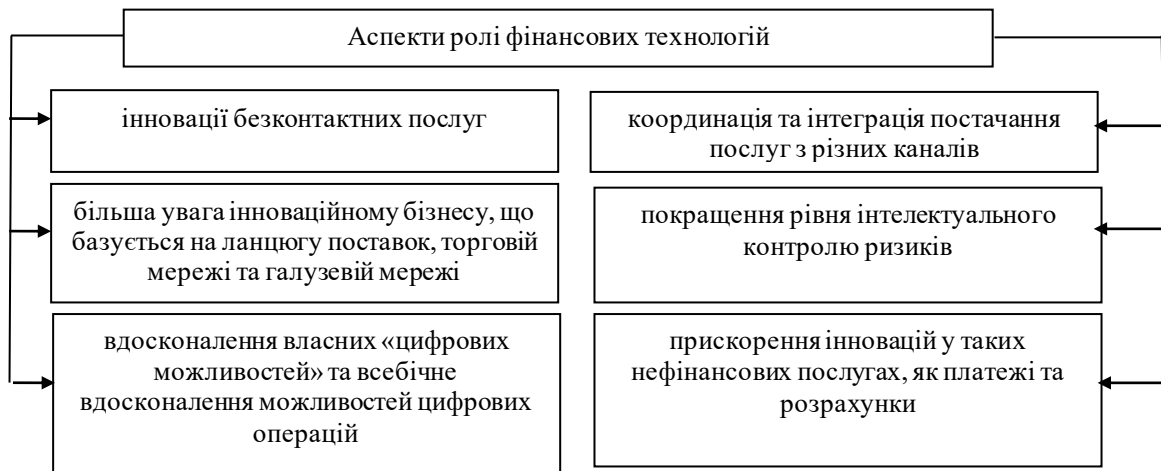 Аспекти ролі фінансових технологій
інновації безконтактних послуг
координація та інтеграція постачання
послуг з різних каналів
більша увага інноваційному бізнесу, що
базується на ланцюгу поставок, торговій
мережі та галузевій мережі
покращення рівня інтелектуального
контролю ризиків
вдосконалення власних «цифрових
можливостей» та всебічне
вдосконалення можливостей цифрових
операцій
прискорення інновацій у таких
нефінансових послугах, як платежі та
розрахунки